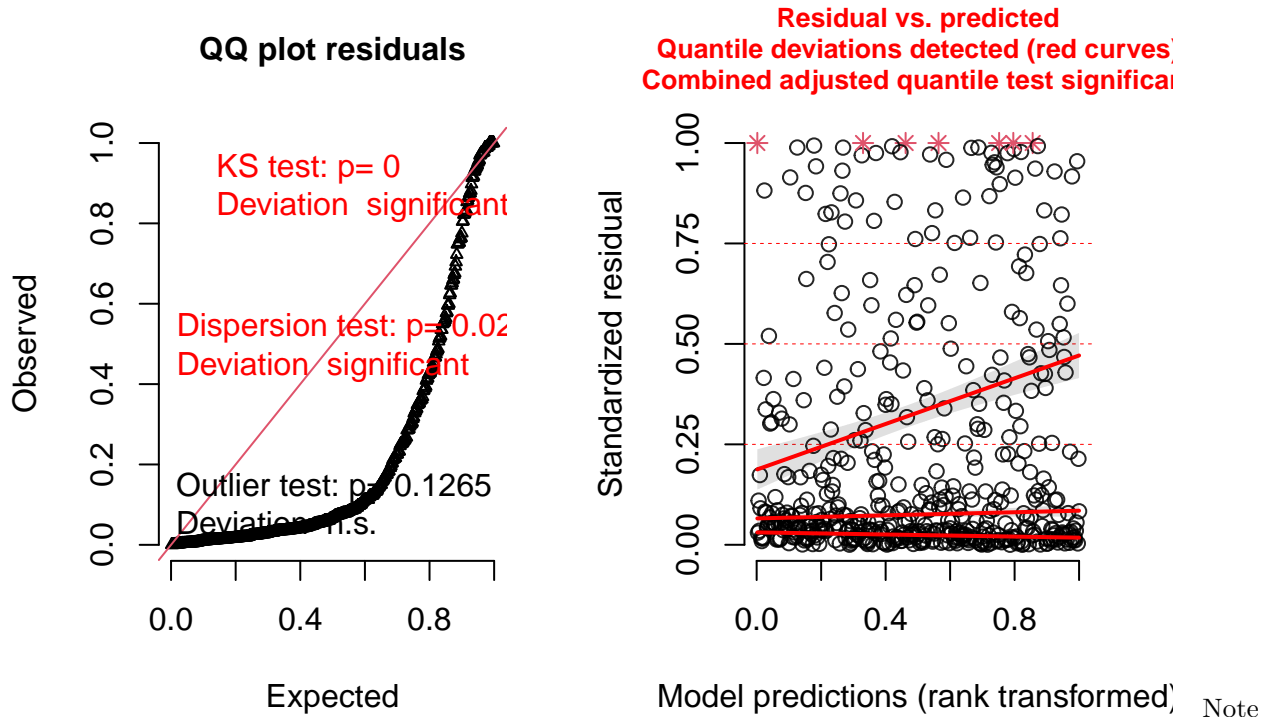 QQ plot residuals
KS test: p= 0
Deviation significant
Dispersion test: p= 0.02
Deviation significant
Outlier test: p= 0.1265
Deviation n.s.
Observed
0.0 0.2 0.4 0.6 0.8 1.0
0.0 0.4 0.8
Expected
Residual vs. predicted
Quantile deviations detected (red curves)
Combined adjusted quantile test significan
Standardized residual
0.00 0.25 0.50 0.75 1.00
0.0 0.4 0.8
Model predictions (rank transformed)
Note